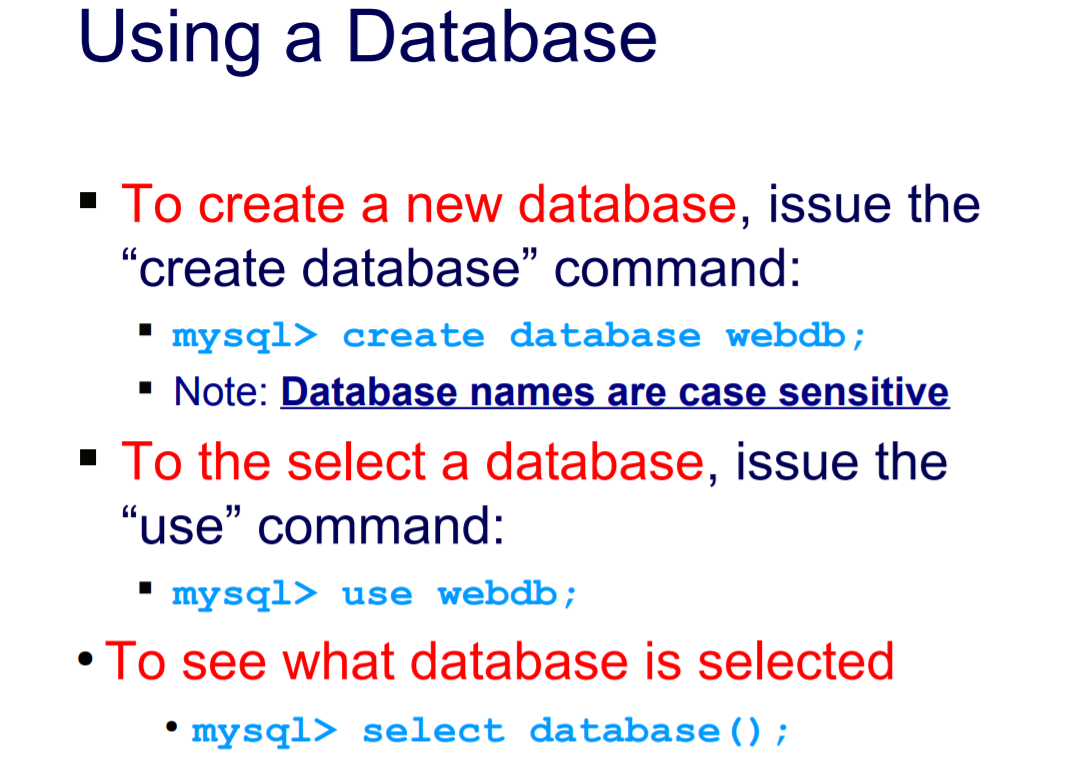 Using a Database
▪ To create a new database, issue the
“create database” command:
▪ mysql> create database webdb;
▪ Note: Database names are case sensitive
▪ To the select a database, issue the
“use” command:
▪ mysql> use webdb;
• To see what database is selected
• mysql> select database();